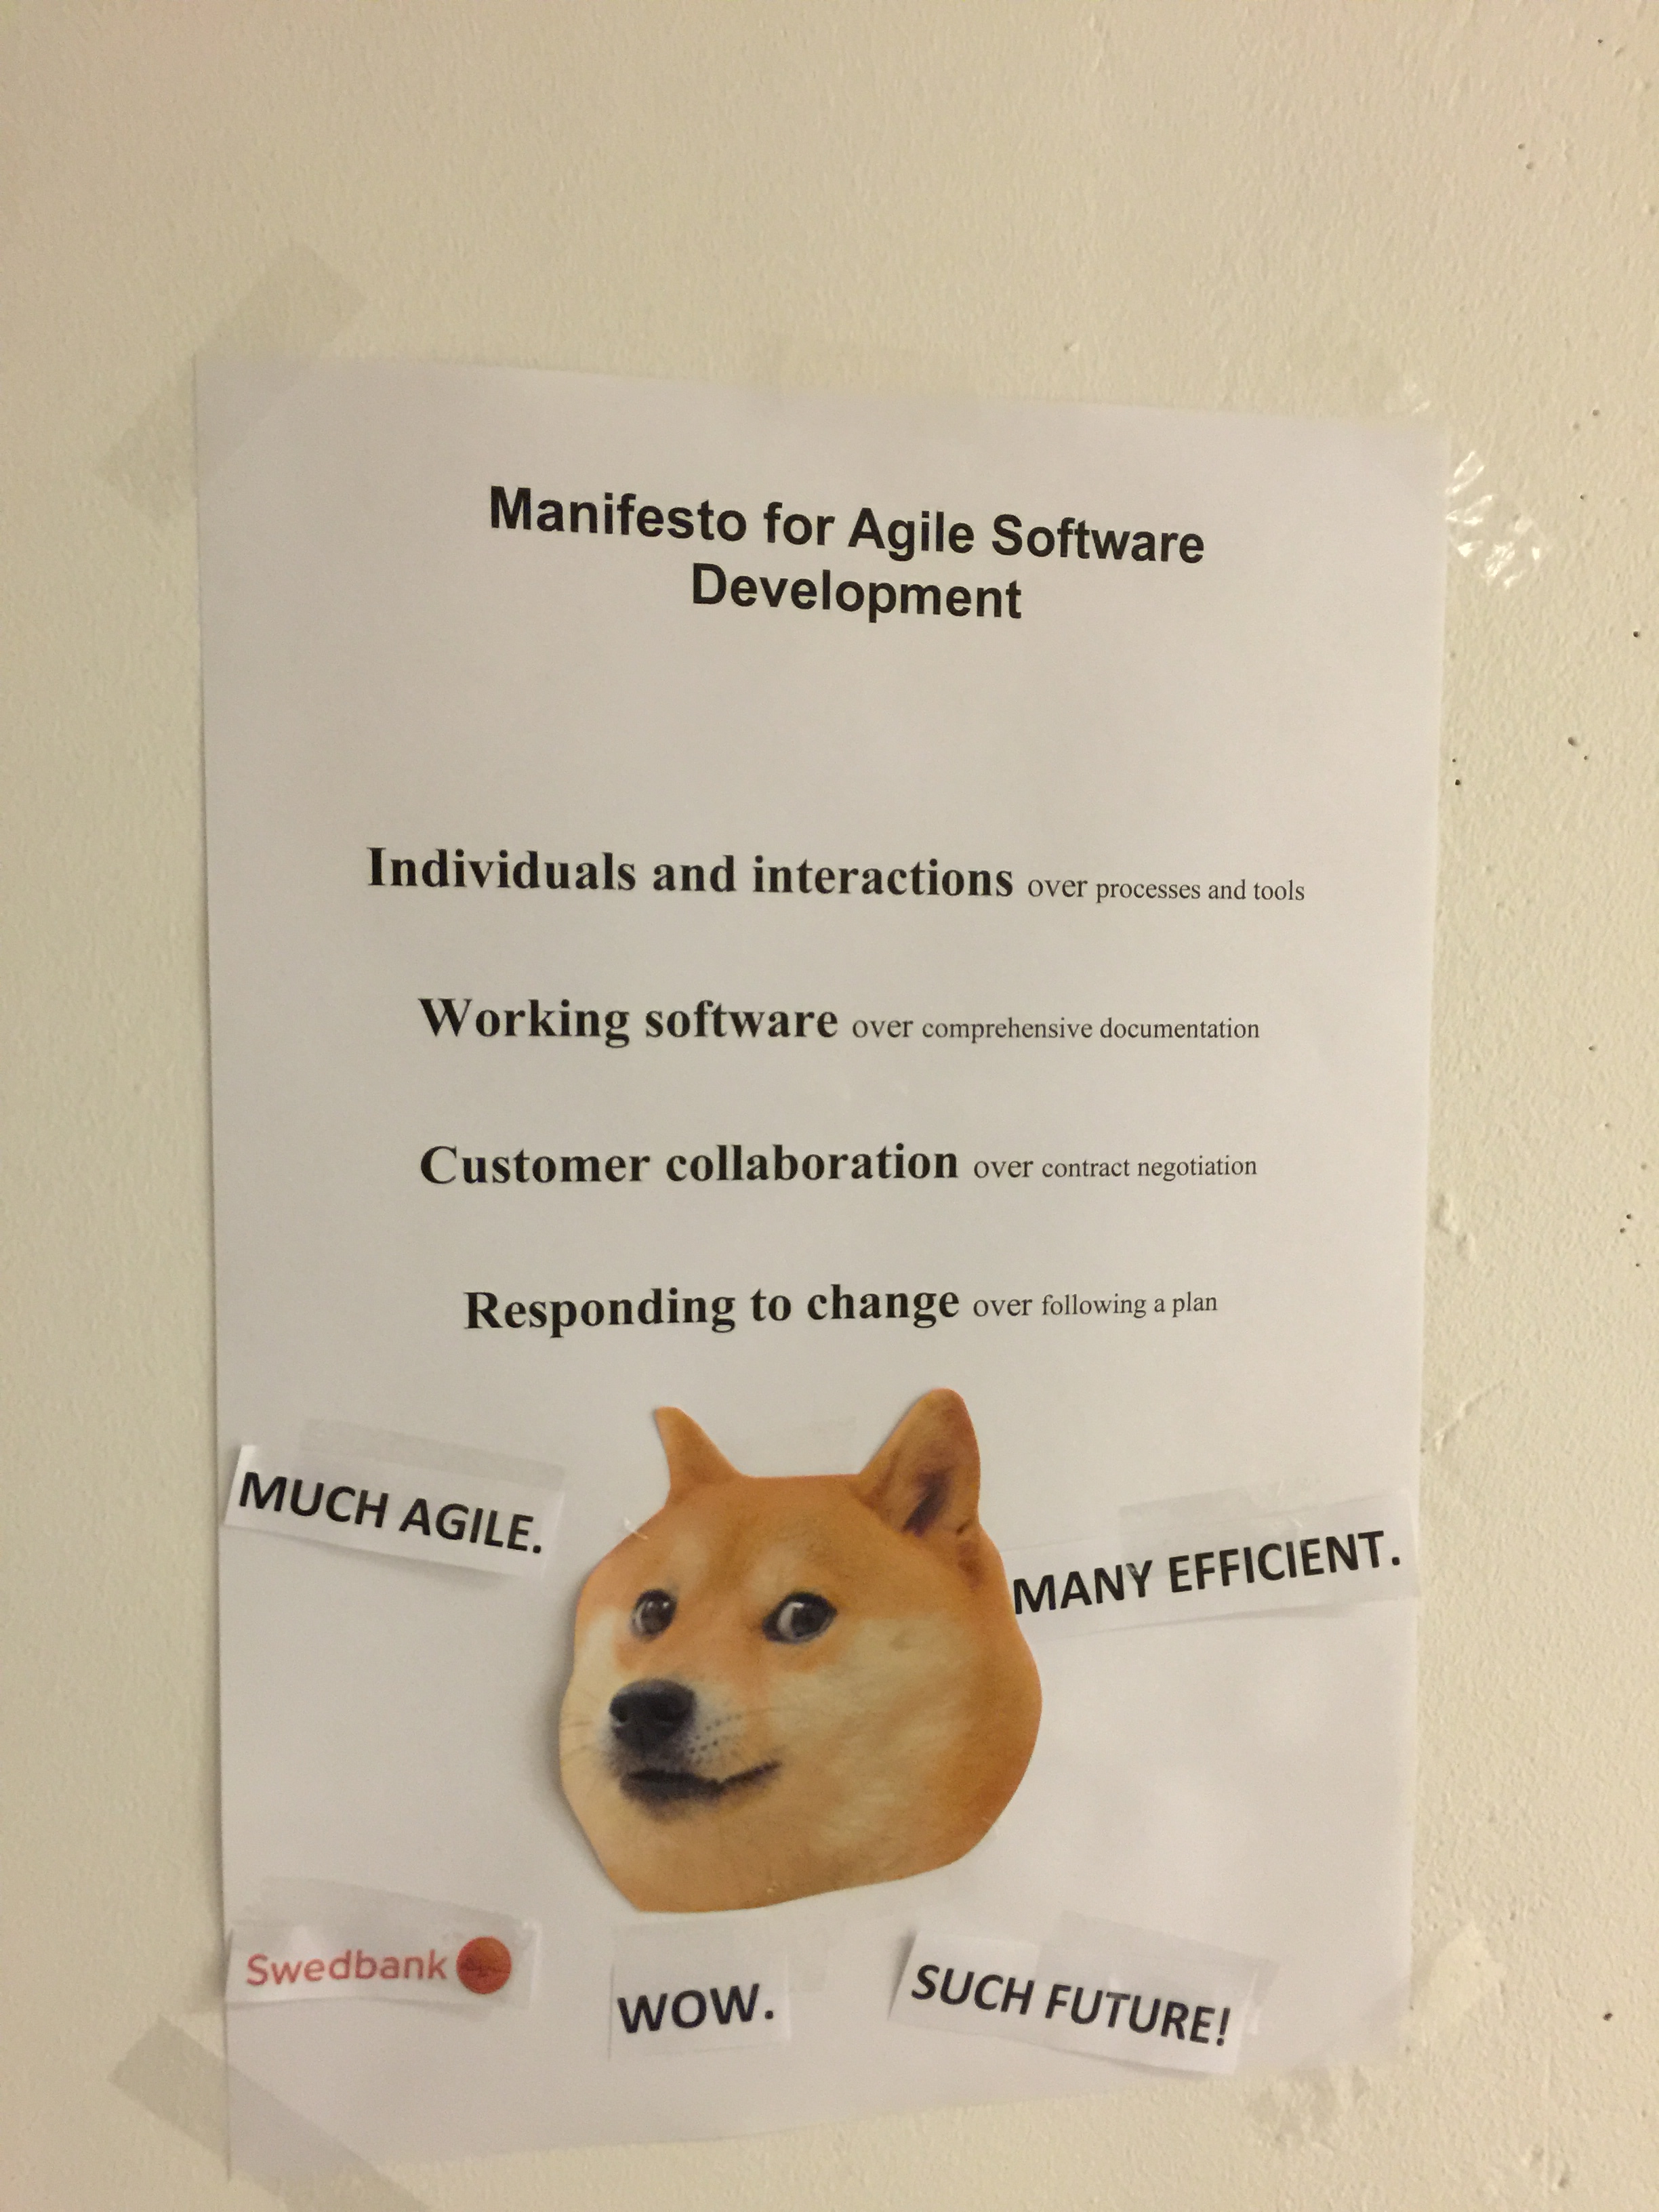 Manifesto for Agile Software
Development
Individuals and interactions over processes and tools
Working software over comprehensive documentation
Customer collaboration over contract negotiation
Responding to change over following a plan
MUCH AGILE.
MANY EFFICIENT.
Swedbank
WOW.
SUCH FUTURE!